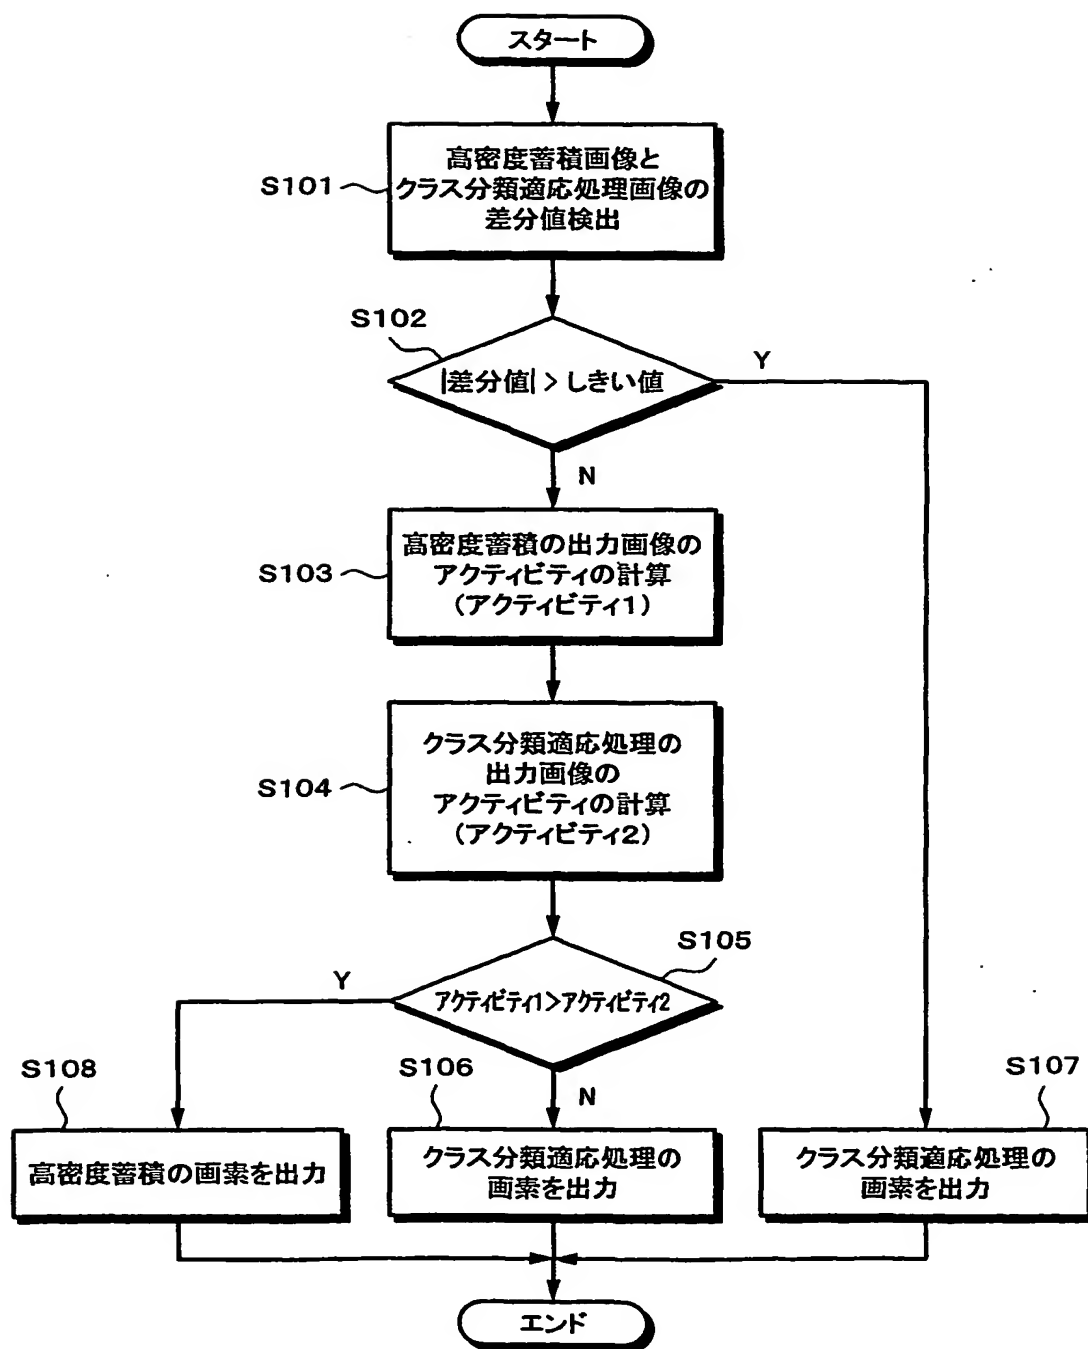 スタート
S101
高密度蓄積画像と
クラス分類適応処理画像の
差分値検出
S102
|差分値| > しきい値
Y
N
S103
高密度蓄積の出力画像の
アクティビティの計算
(アクティビティ1)
S104
クラス分類適応処理の
出力画像の
アクティビティの計算
(アクティビティ2)
S105
アクティビティ1>アクティビティ2
Y
N
S108
高密度蓄積の画素を出力
S106
クラス分類適応処理の
画素を出力
S107
クラス分類適応処理の
画素を出力
エンド